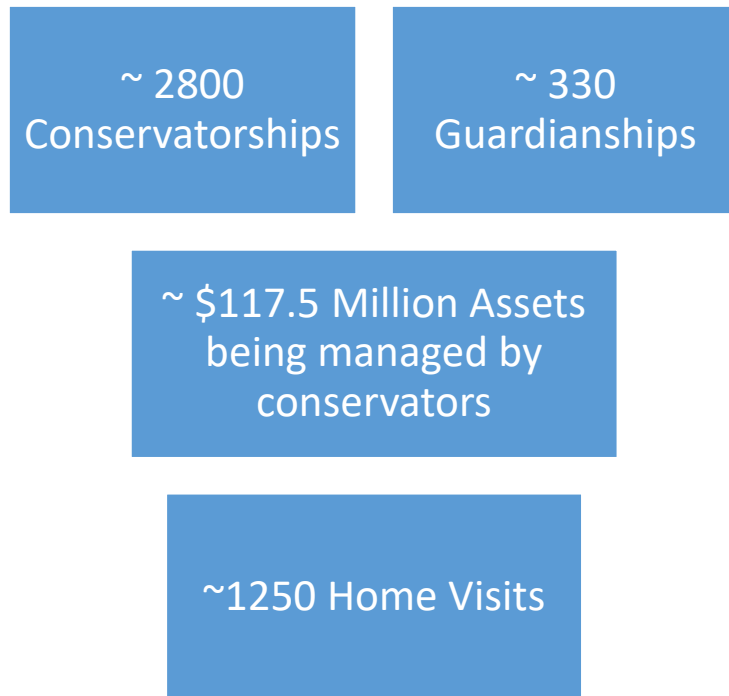 ~ 2800
Conservatorships
~ 330
Guardianships
~ $117.5 Million Assets
being managed by
conservators
~1250 Home Visits